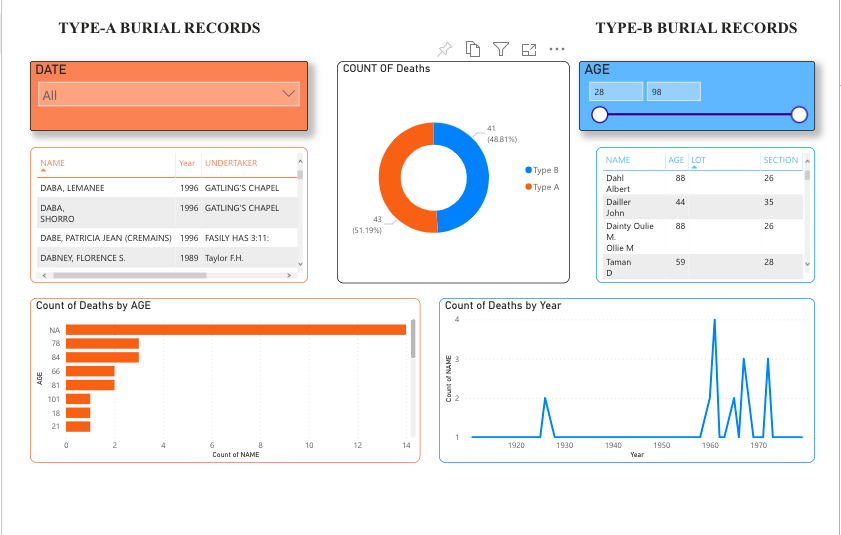 TYPE-A BURIAL RECORDS
TYPE-B BURIAL RECORDS
DATE
All
COUNT OF Deaths
41
(48.81%)
43
(51.19%)
Type B
Type A
AGE
28 98
NAME Year UNDERTAKER
DABA, LEMANEE 1996 GATLING'S CHAPEL
DABA, 1996 GATLING'S CHAPEL
SHORRO
DABE, PATRICIA JEAN (CREMAINS) 1996 FASILY HAS 3:11:
DABNEY, FLORENCE S. 1989 Taylor F.H.
NAME AGE LOT SECTION
Dahl 88 26
Albert
Dailler 44 35
John
Dainty Oulie 88 26
M.
Ollie M
Taman 59 28
D
Count of Deaths by AGE
AGE
NA
78
84
66
81
101
18
21
0 2 4 6 8 10 12 14
Count of NAME
Count of Deaths by Year
Count of NAME
4
3
2
1
1920 1930 1940 1950 1960 1970
Year